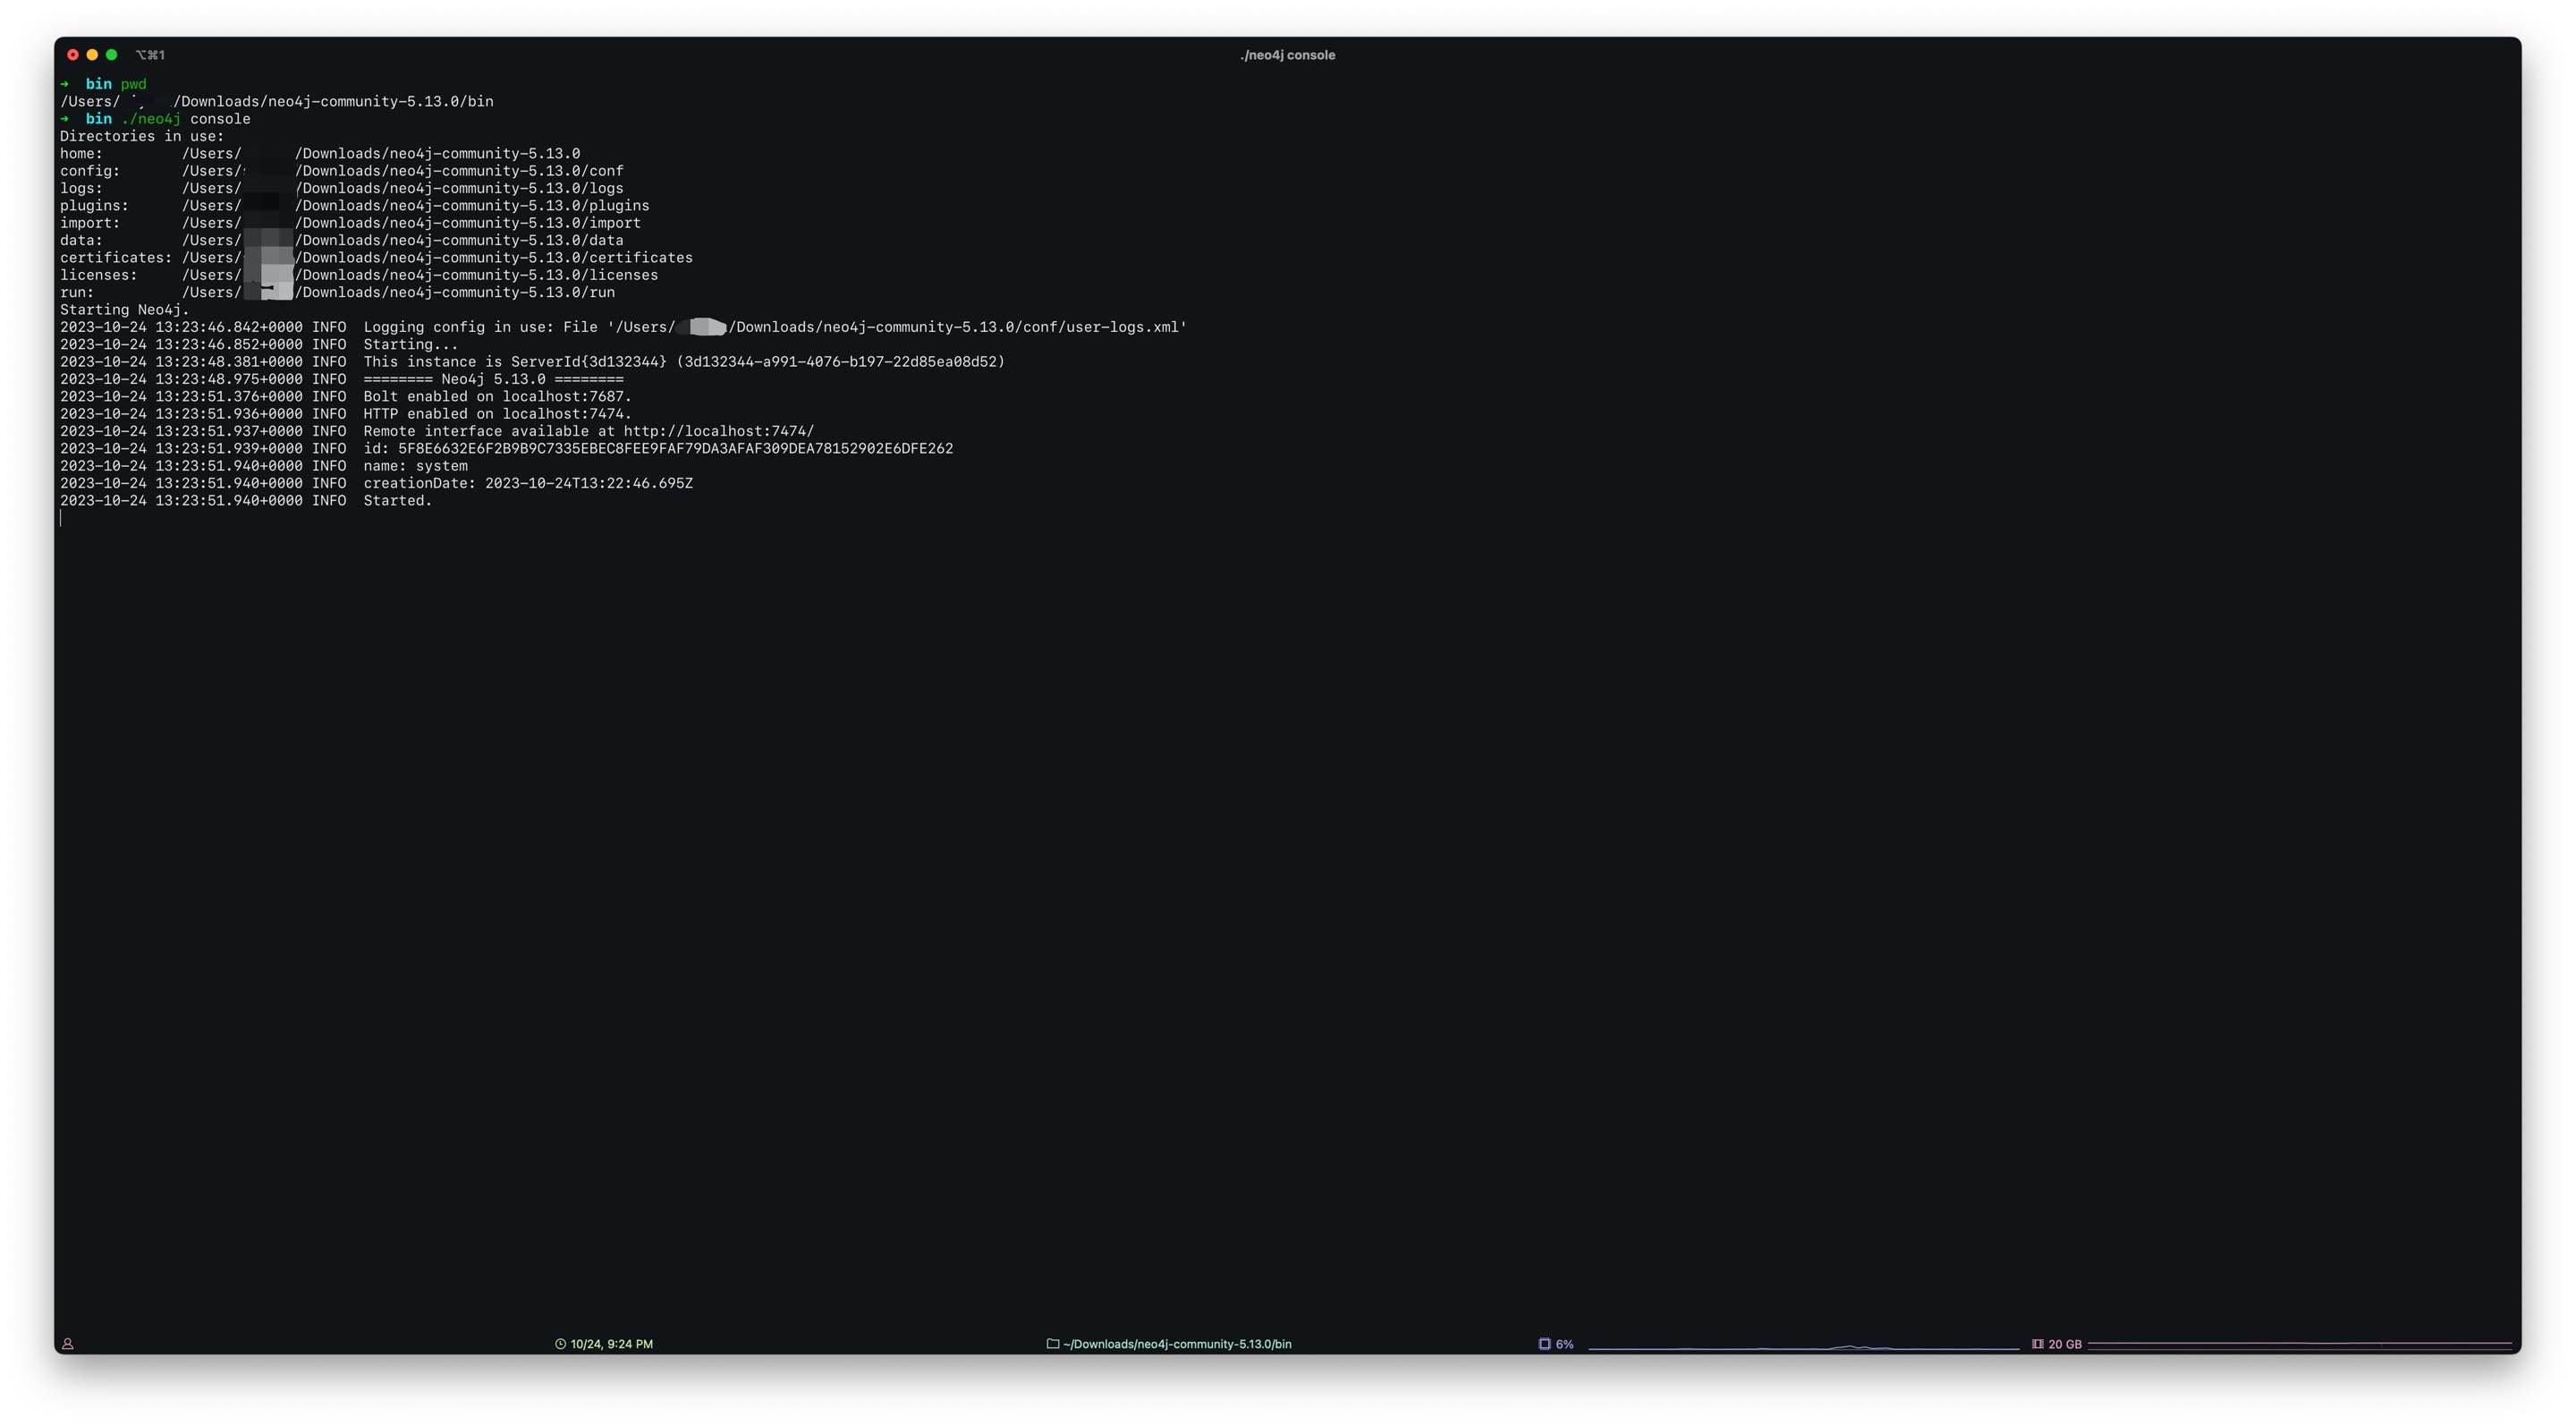 ⌥⌘1
./neo4j console
➜ bin pwd
/Users/ /Downloads/neo4j-community-5.13.0/bin
➜ bin ./neo4j console
Directories in use:
home: /Users/ /Downloads/neo4j-community-5.13.0
config: /Users/ /Downloads/neo4j-community-5.13.0/conf
logs: /Users/ /Downloads/neo4j-community-5.13.0/logs
plugins: /Users/ /Downloads/neo4j-community-5.13.0/plugins
import: /Users/ /Downloads/neo4j-community-5.13.0/import
data: /Users/ /Downloads/neo4j-community-5.13.0/data
certificates: /Users/ /Downloads/neo4j-community-5.13.0/certificates
licenses: /Users/ /Downloads/neo4j-community-5.13.0/licenses
run: /Users/ /Downloads/neo4j-community-5.13.0/run
Starting Neo4j.
2023-10-24 13:23:46.842+0000 INFO Logging config in use: File '/Users/ /Downloads/neo4j-community-5.13.0/conf/user-logs.xml'
2023-10-24 13:23:46.852+0000 INFO Starting...
2023-10-24 13:23:48.381+0000 INFO This instance is ServerId{3d132344} (3d132344-a991-4076-b197-22d85ea08d52)
2023-10-24 13:23:48.975+0000 INFO ======== Neo4j 5.13.0 ========
2023-10-24 13:23:51.376+0000 INFO Bolt enabled on localhost:7687.
2023-10-24 13:23:51.936+0000 INFO HTTP enabled on localhost:7474.
2023-10-24 13:23:51.937+0000 INFO Remote interface available at http://localhost:7474/
2023-10-24 13:23:51.939+0000 INFO id: 5F8E6632E6F2B9B9C7335EBEC8FEE9FAF79DA3AFAF309DEA78152902E6DFE262
2023-10-24 13:23:51.940+0000 INFO name: system
2023-10-24 13:23:51.940+0000 INFO creationDate: 2023-10-24T13:22:46.695Z
2023-10-24 13:23:51.940+0000 INFO Started.
10/24, 9:24 PM
~/Downloads/neo4j-community-5.13.0/bin
6%
20 GB